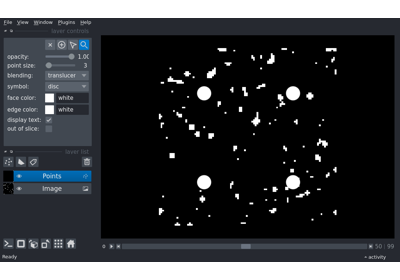 File View Window Plugins Help
layer controls
opacity: 1.00
point size: 3
blending: translucer
symbol: disc
face color: white
edge color: white
display text:
out of slice:
layer list
Points
Image
50 99
Ready
activity